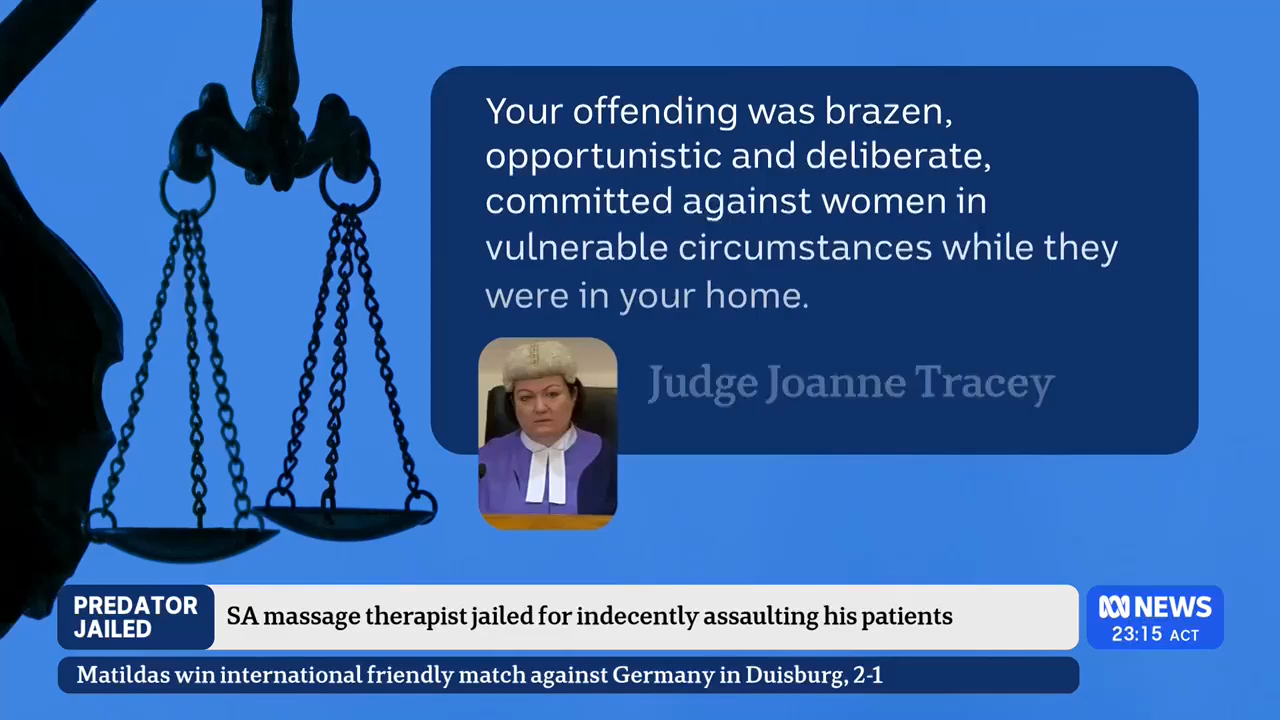 Your offending was brazen,
opportunistic and deliberate,
committed against women in
vulnerable circumstances while they
were in your home.
Judge Joanne Tracey
PREDATOR
JAILED
SA massage therapist jailed for indecently assaulting his patients
NEWS
23:15 ACT
Matildas win international friendly match against Germany in Duisburg, 2-1